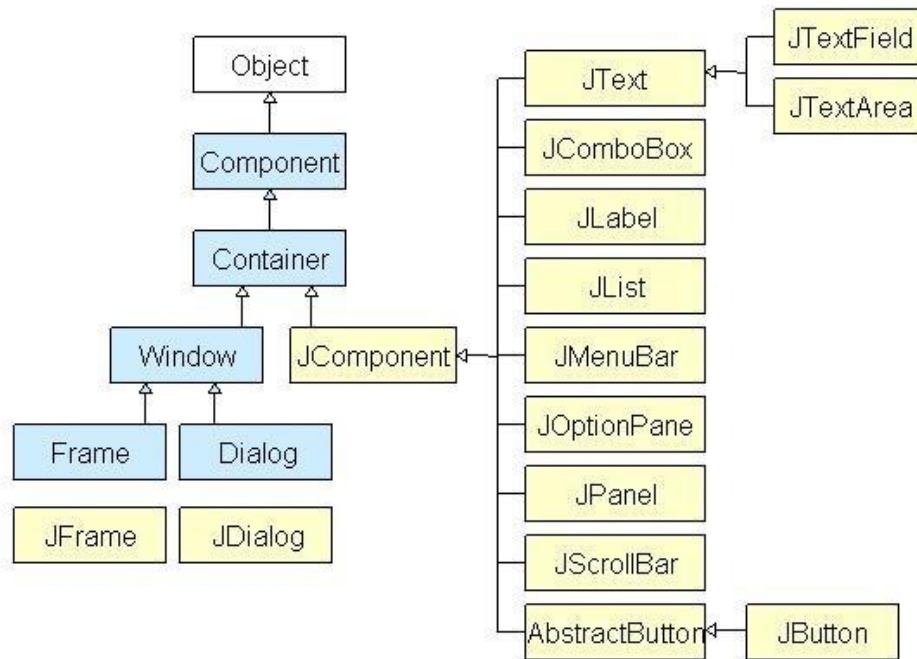 Object
Component
Container
Window
JComponent
Frame
Dialog
JFrame
JDialog
JText
JTextField
JTextArea
JComboBox
JLabel
JList
JMenuBar
JOptionPane
JPanel
JScrollBar
AbstractButton
JButton